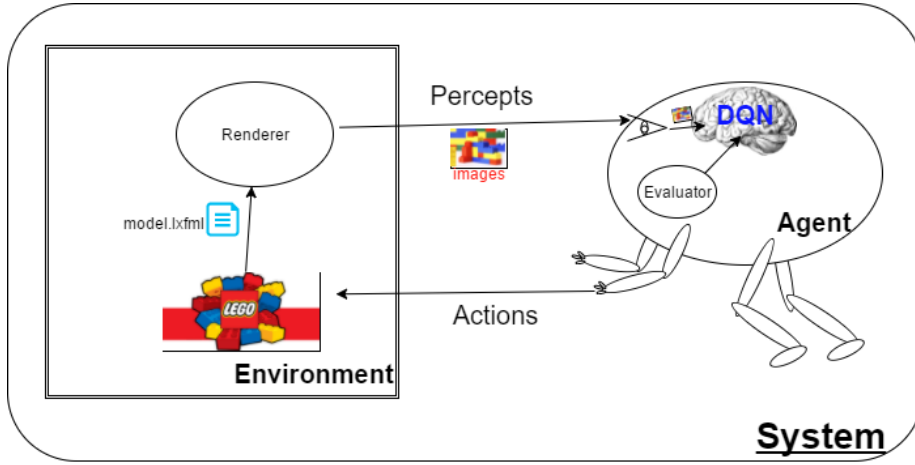 Percepts
images
Renderer
DQN
Evaluator
Agent
model.lxfml
LEGO
Actions
Environment
System